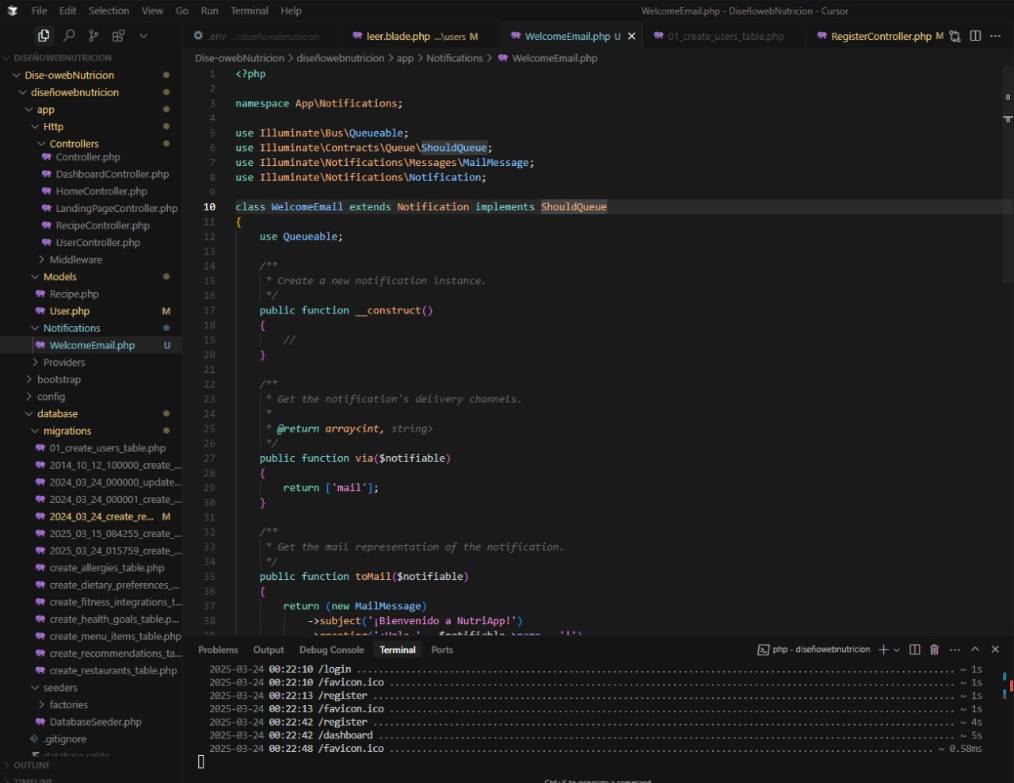 File Edit Selection View Go Run Terminal Help
WelcomeEmail.php - DiseñowebNutricion - Cursor
.env ...\diseñowebnutricion
leer.blade.php ...\users M
WelcomeEmail.php U
01_create_users_table.php
RegisterController.php M
DISEÑOWEBNUTRICION
Dise-owebNutricion
diseñowebnutricion
app
Http
Controllers
Controller.php
DashboardController.php
HomeController.php
LandingPageController.php
RecipeController.php
UserController.php
Middleware
Models
Recipe.php
User.php M
Notifications
WelcomeEmail.php U
Providers
bootstrap
config
database
migrations
01_create_users_table.php
2014_10_12_100000_create_...
2024_03_24_000000_update...
2024_03_24_000001_create_...
2024_03_24_create_re... M
2025_03_15_084255_create_...
2025_03_24_015759_create_...
create_allergies_table.php
create_dietary_preferences_...
create_fitness_integrations_t...
create_health_goals_table.p...
create_menu_items_table.php
create_recommendations_ta...
create_restaurants_table.php
seeders
factories
DatabaseSeeder.php
.gitignore
database.sqlite
OUTLINE
TIMELINE
Dise-owebNutricion > diseñowebnutricion > app > Notifications > WelcomeEmail.php
1 <?php
2
3 namespace App\Notifications;
4
5 use Illuminate\Bus\Queueable;
6 use Illuminate\Contracts\Queue\ShouldQueue;
7 use Illuminate\Notifications\Messages\MailMessage;
8 use Illuminate\Notifications\Notification;
9
10 class WelcomeEmail extends Notification implements ShouldQueue
11 {
12 use Queueable;
13
14 /**
15 * Create a new notification instance.
16 */
17 public function __construct()
18 {
19 //
20 }
21
22 /**
23 * Get the notification's delivery channels.
24 *
25 * @return array<int, string>
26 */
27 public function via($notifiable)
28 {
29 return ['mail'];
30 }
31
32 /**
33 * Get the mail representation of the notification.
34 */
35 public function toMail($notifiable)
36 {
37 return (new MailMessage)
38 ->subject('¡Bienvenido a NutriApp!')
39 ->greeting('¡Hola ' . $notifiable->name . '!')
Problems Output Debug Console Terminal Ports
php - diseñowebnutricion
2025-03-24 00:22:10 /login ~ 1s
2025-03-24 00:22:10 /favicon.ico ~ 1s
2025-03-24 00:22:13 /register ~ 1s
2025-03-24 00:22:13 /favicon.ico ~ 1s
2025-03-24 00:22:42 /register ~ 4s
2025-03-24 00:22:42 /dashboard ~ 5s
2025-03-24 00:22:48 /favicon.ico ~ 0.58ms
Ctrl+K to generate a command